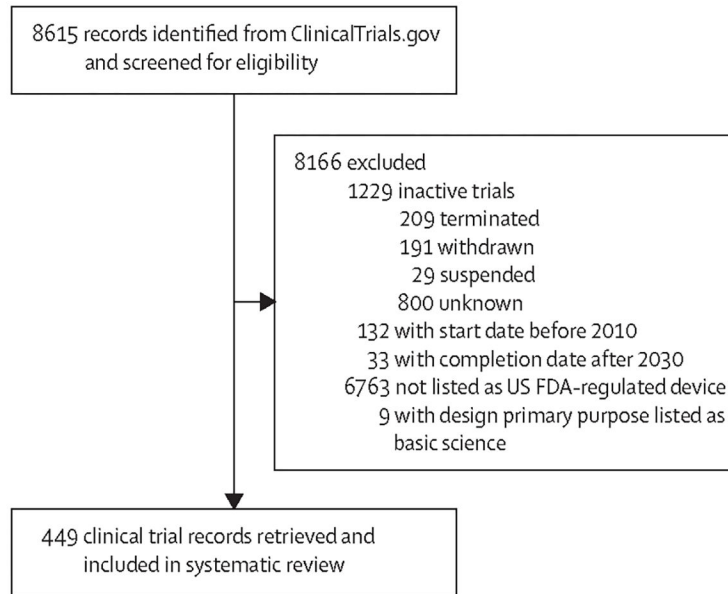 8615 records identified from ClinicalTrials.gov
and screened for eligibility
8166 excluded
1229 inactive trials
209 terminated
191 withdrawn
29 suspended
800 unknown
132 with start date before 2010
33 with completion date after 2030
6763 not listed as US FDA-regulated device
9 with design primary purpose listed as
basic science
449 clinical trial records retrieved and
included in systematic review